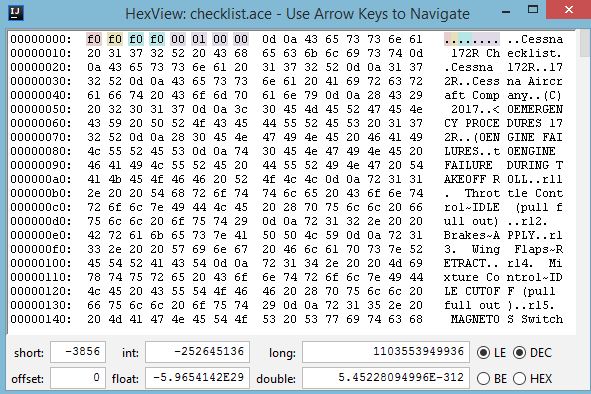 HexView: checklist.ace - Use Arrow Keys to Navigate
00000000: f0 f0 f0 f0 00 01 00 00 0d 0a 43 65 73 73 6e 61 ..........Cessna
00000010: 20 31 37 32 52 20 43 68 65 63 6b 6c 69 73 74 0d  172R Checklist.
00000020: 0a 43 65 73 73 6e 61 20 31 37 32 52 0d 0a 31 37 .Cessna 172R..17
00000030: 32 52 0d 0a 43 65 73 73 6e 61 20 41 69 72 63 72 2R..Cessna Aircr
00000040: 61 66 74 20 43 6f 6d 70 61 6e 79 0d 0a 28 43 29 aft Company..(C)
00000050: 20 32 30 31 37 0d 0a 3c 30 45 4d 45 52 47 45 4e  2017..<0EMERGEN
00000060: 43 59 20 50 52 4f 43 45 44 55 52 45 53 20 31 37 CY PROCEDURES 17
00000070: 32 52 0d 0a 28 30 45 4e 47 49 4e 45 20 46 41 49 2R..(0ENGINE FAI
00000080: 4c 55 52 45 53 0d 0a 74 30 45 4e 47 49 4e 45 20 LURES..t0ENGINE
00000090: 46 41 49 4c 55 52 45 20 44 55 52 49 4e 47 20 54 FAILURE DURING T
000000a0: 41 4b 45 4f 46 46 20 52 4f 4c 4c 0d 0a 72 31 31 AKEOFF ROLL..r11
000000b0: 2e 20 20 54 68 72 6f 74 74 6c 65 20 43 6f 6e 74 .  Throttle Cont
000000c0: 72 6f 6c 7e 49 44 4c 45 20 28 70 75 6c 6c 20 66 rol~IDLE (pull f
000000d0: 75 6c 6c 20 6f 75 74 29 0d 0a 72 31 32 2e 20 20 ull out)..r12.
000000e0: 42 72 61 6b 65 73 7e 41 50 50 4c 59 0d 0a 72 31 Brakes~APPLY..r1
000000f0: 33 2e 20 20 57 69 6e 67 20 46 6c 61 70 73 7e 52 3.  Wing Flaps~R
00000100: 45 54 52 41 43 54 0d 0a 72 31 34 2e 20 20 4d 69 ETRACT..r14.  Mi
00000110: 78 74 75 72 65 20 43 6f 6e 74 72 6f 6c 7e 49 44 xture Control~ID
00000120: 4c 45 20 43 55 54 4f 46 46 20 28 70 75 6c 6c 20 LE CUTOFF (pull
00000130: 66 75 6c 6c 20 6f 75 74 29 0d 0a 72 31 35 2e 20 full out)..r15.
00000140: 20 4d 41 47 4e 45 54 4f 53 20 53 77 69 74 63 68  MAGNETOS Switch
short: -3856 int: -252645136 long: 1103553949936 LE DEC
offset: 0 float: -5.9654142E29 double: 5.45228094996E-312 BE HEX